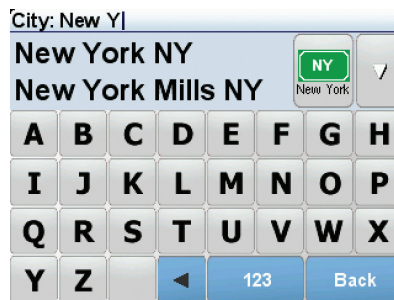 City: New Y
New York NY
New York Mills NY
NY
New York
A B C D E F G H
I J K L M N O P
Q R S T U V W X
Y Z 123 Back